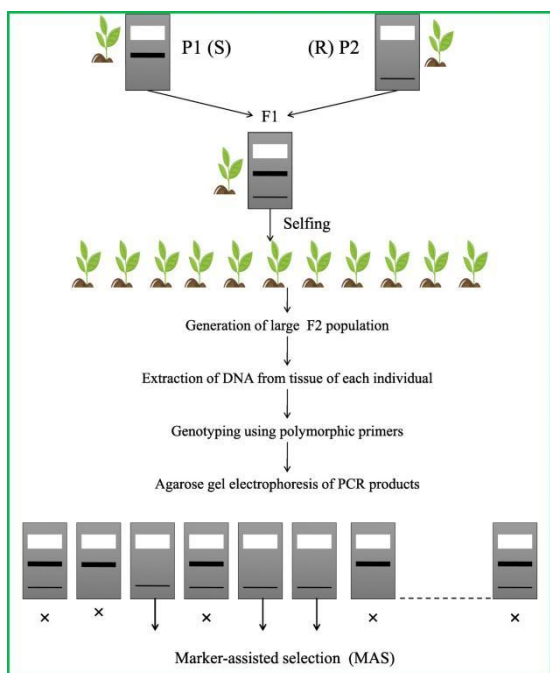 P1 (S)
(R) P2
F1
Selfing
Generation of large F2 population
Extraction of DNA from tissue of each individual
Genotyping using polymorphic primers
Agarose gel electrophoresis of PCR products
× × × × ×
Marker-assisted selection (MAS)